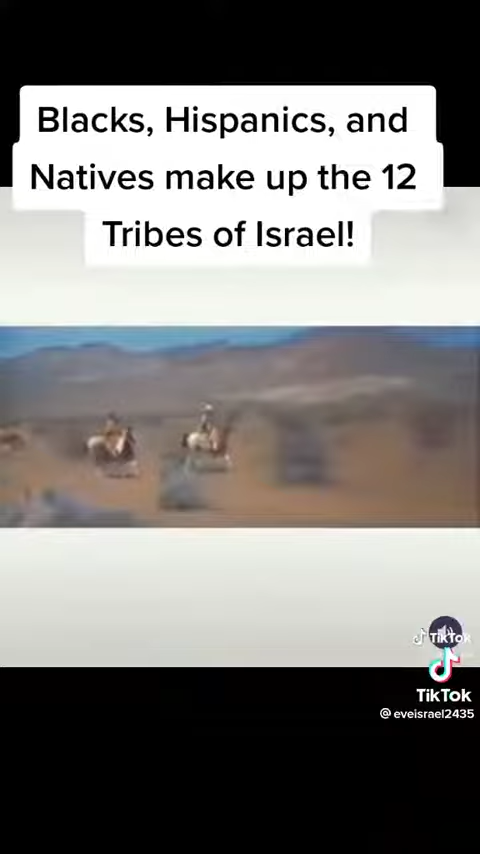 Blacks, Hispanics, and
Natives make up the 12
Tribes of Israel!
TikTok
TikTok
@ eveisrael2435